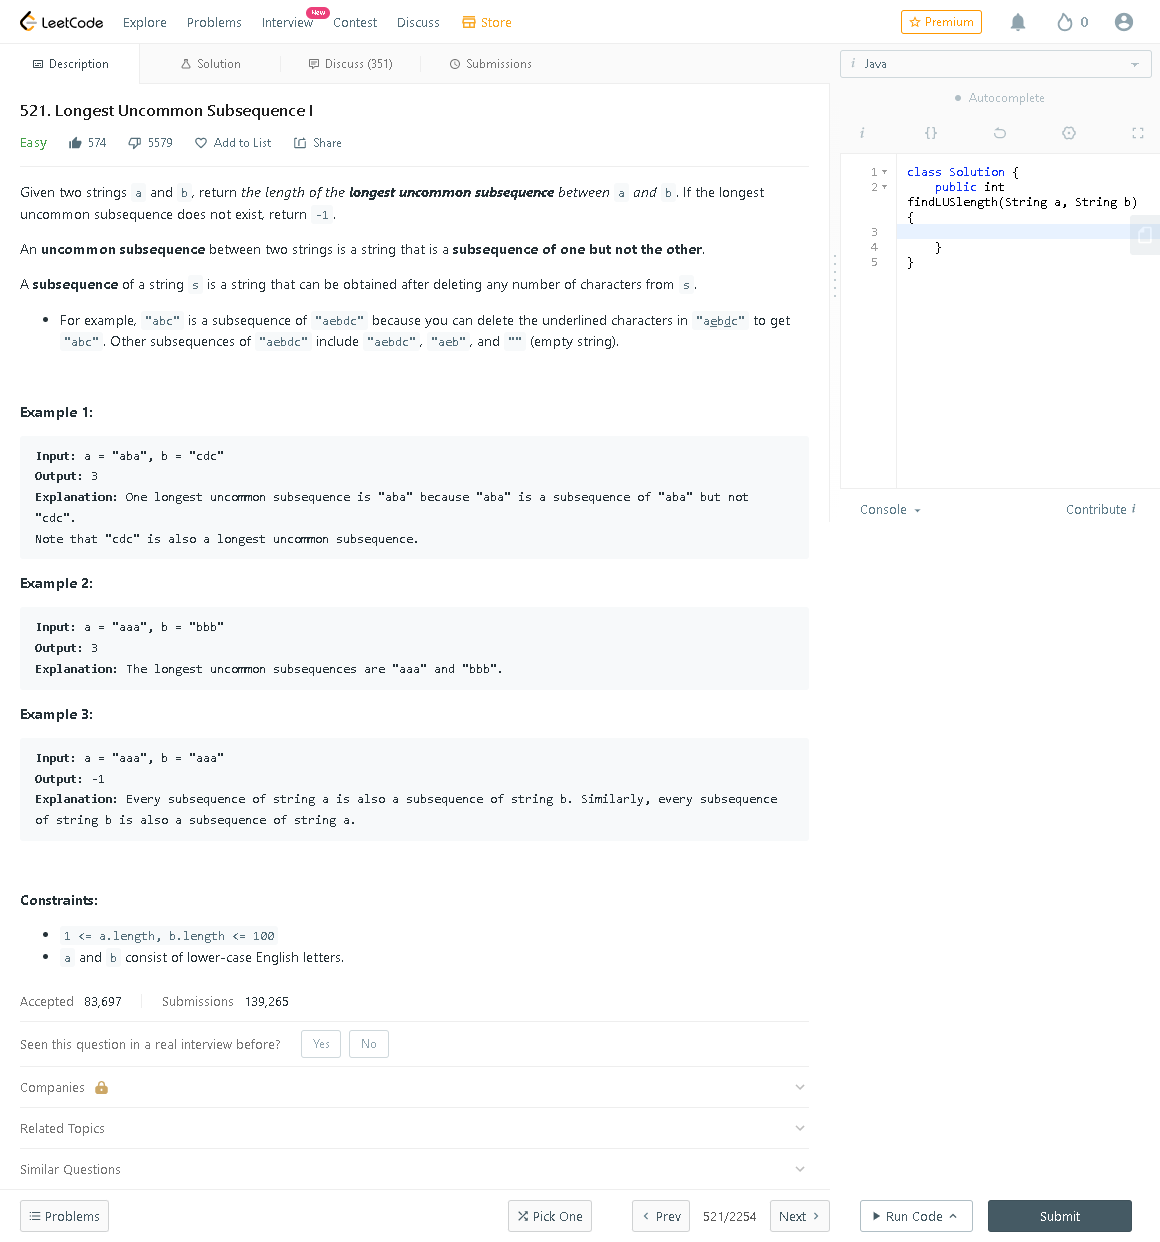 LeetCode Explore Problems Interview New Contest Discuss Store Premium 0
Description Solution Discuss (351) Submissions
521. Longest Uncommon Subsequence I
Easy 574 5579 Add to List Share
Given two strings a and b, return the length of the longest uncommon subsequence between a and b. If the longest
uncommon subsequence does not exist, return -1.
An uncommon subsequence between two strings is a string that is a subsequence of one but not the other.
A subsequence of a string s is a string that can be obtained after deleting any number of characters from s.
• For example, "abc" is a subsequence of "aebdc" because you can delete the underlined characters in "aebdc" to get
"abc". Other subsequences of "aebdc" include "aebdc", "aeb", and "" (empty string).
Example 1:
Input: a = "aba", b = "cdc"
Output: 3
Explanation: One longest uncommon subsequence is "aba" because "aba" is a subsequence of "aba" but not
"cdc".
Note that "cdc" is also a longest uncommon subsequence.
Example 2:
Input: a = "aaa", b = "bbb"
Output: 3
Explanation: The longest uncommon subsequences are "aaa" and "bbb".
Example 3:
Input: a = "aaa", b = "aaa"
Output: -1
Explanation: Every subsequence of string a is also a subsequence of string b. Similarly, every subsequence
of string b is also a subsequence of string a.
Constraints:
• 1 <= a.length, b.length <= 100
• a and b consist of lower-case English letters.
Accepted 83,697 Submissions 139,265
Seen this question in a real interview before? Yes No
Companies
Related Topics
Similar Questions
Problems Pick One Prev 521/2254 Next
i Java
Autocomplete
i {}
1 class Solution {
2 public int
findLUSlength(String a, String b)
{
3
4 }
5 }
Console Contribute i
Run Code Submit